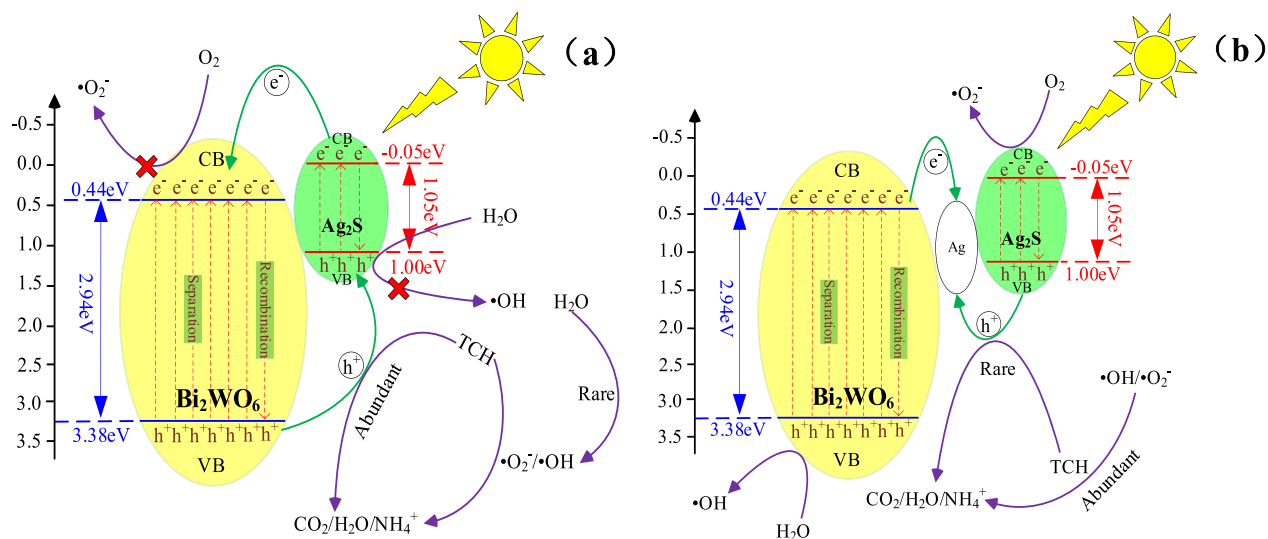 (a)
O₂
•O₂⁻
e⁻
-0.5
0.0
0.5
1.0
1.5
2.0
2.5
3.0
3.5
CB
e⁻ e⁻ e⁻ e⁻ e⁻ e⁻ e⁻
0.44eV
2.94eV
3.38eV
Separation
Recombination
Bi₂WO₆
h⁺h⁺h⁺h⁺h⁺h⁺h⁺
VB
CB
e⁻ e⁻ e⁻
-0.05eV
1.05eV
Ag₂S
1.00eV
h⁺h⁺h⁺
VB
H₂O
•OH
H₂O
h⁺
TCH
Abundant
Rare
•O₂⁻/•OH
CO₂/H₂O/NH₄⁺
(b)
O₂
•O₂⁻
e⁻
-0.5
0.0
0.5
1.0
1.5
2.0
2.5
3.0
3.5
CB
e⁻ e⁻ e⁻ e⁻ e⁻ e⁻ e⁻
0.44eV
2.94eV
3.38eV
Separation
Recombination
Bi₂WO₆
h⁺h⁺h⁺h⁺h⁺h⁺h⁺
VB
Ag
CB
e⁻ e⁻ e⁻
-0.05eV
1.05eV
Ag₂S
1.00eV
h⁺h⁺h⁺
VB
h⁺
Rare
•OH/•O₂⁻
TCH
Abundant
CO₂/H₂O/NH₄⁺
•OH
H₂O